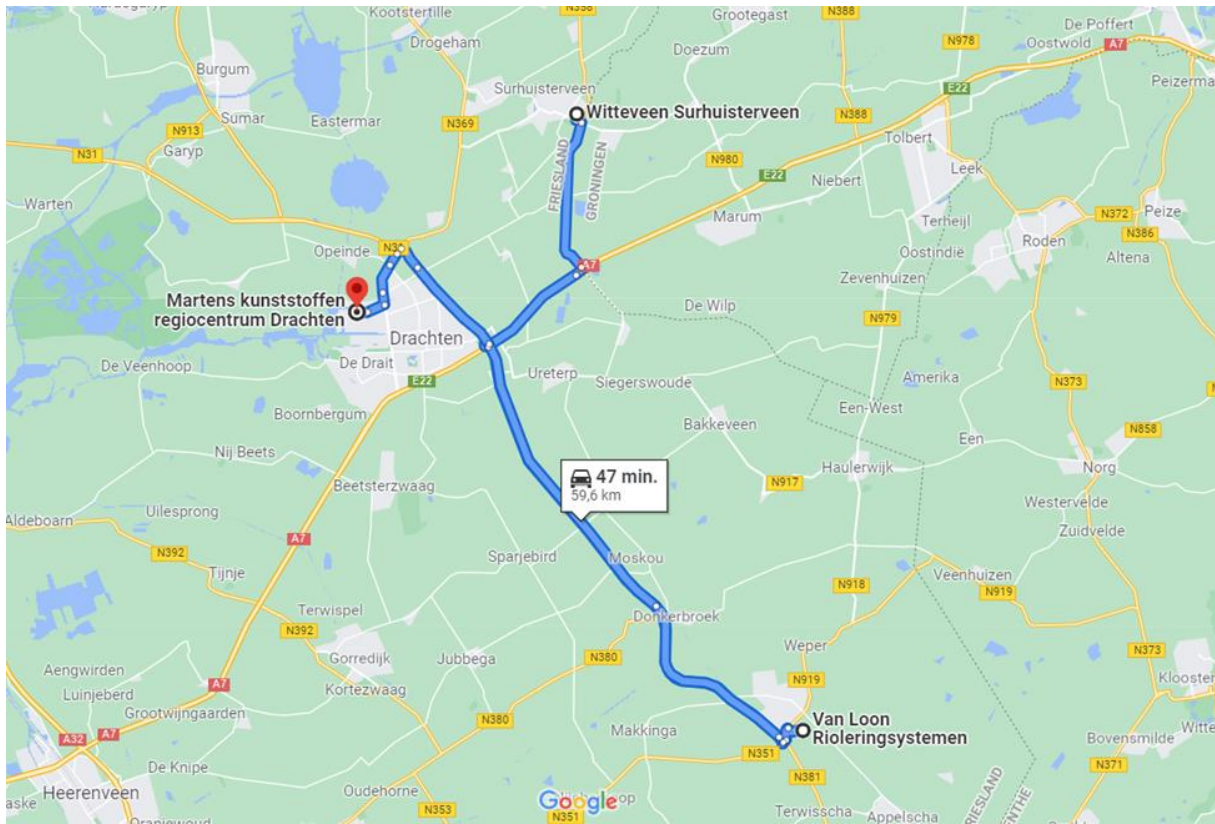 Kootstertille
N358
Grootegast
N388
De Poffert
Drogeham
Doezum
N978
Oostwold
A7
Burgum
Surhuisterveen
Peizerma
Sumar
Eastermar
N369
Witteveen Surhuisterveen
E22
N388
N913
Garyp
Tolbert
N31
FRIESLAND
GRONINGEN
N980
Leek
E22
Niebert
Warten
Marum
Terheijl
N372
Peize
Opeinde
Oostindië
Roden
N386
A7
Altena
Zevenhuizen
Martens kunststoffen
regiocentrum Drachten
De Wilp
N979
Drachten
De Veenhoop
De Drait
Ureterp
Siegerswoude
Amerika
E22
N373
Boornbergum
Een-West
Bakkeveen
N858
Nij Beets
Een
Haulerwijk
Norg
47 min.
59,6 km
N917
Beetsterzwaag
Westervelde
Aldeboarn
Uilesprong
Zuidvelde
A7
N392
Sparjebird
Moskou
Tijnje
Veenhuizen
N918
N919
Terwispel
Donkerbroek
N392
Weper
N373
Gorredijk
Jubbega
N380
Aengwirden
Klooster
Luinjeberd
A7
Kortezwaag
N919
Grootwijngaarden
N380
Makkinga
Van Loon
Rioleringsystemen
Witte
A32
A7
N351
Bovensmilde
De Knipe
N381
N371
Heerenveen
Oudehorne
Google
N353
N351
Terwisscha
Appelscha
FRIESLAND